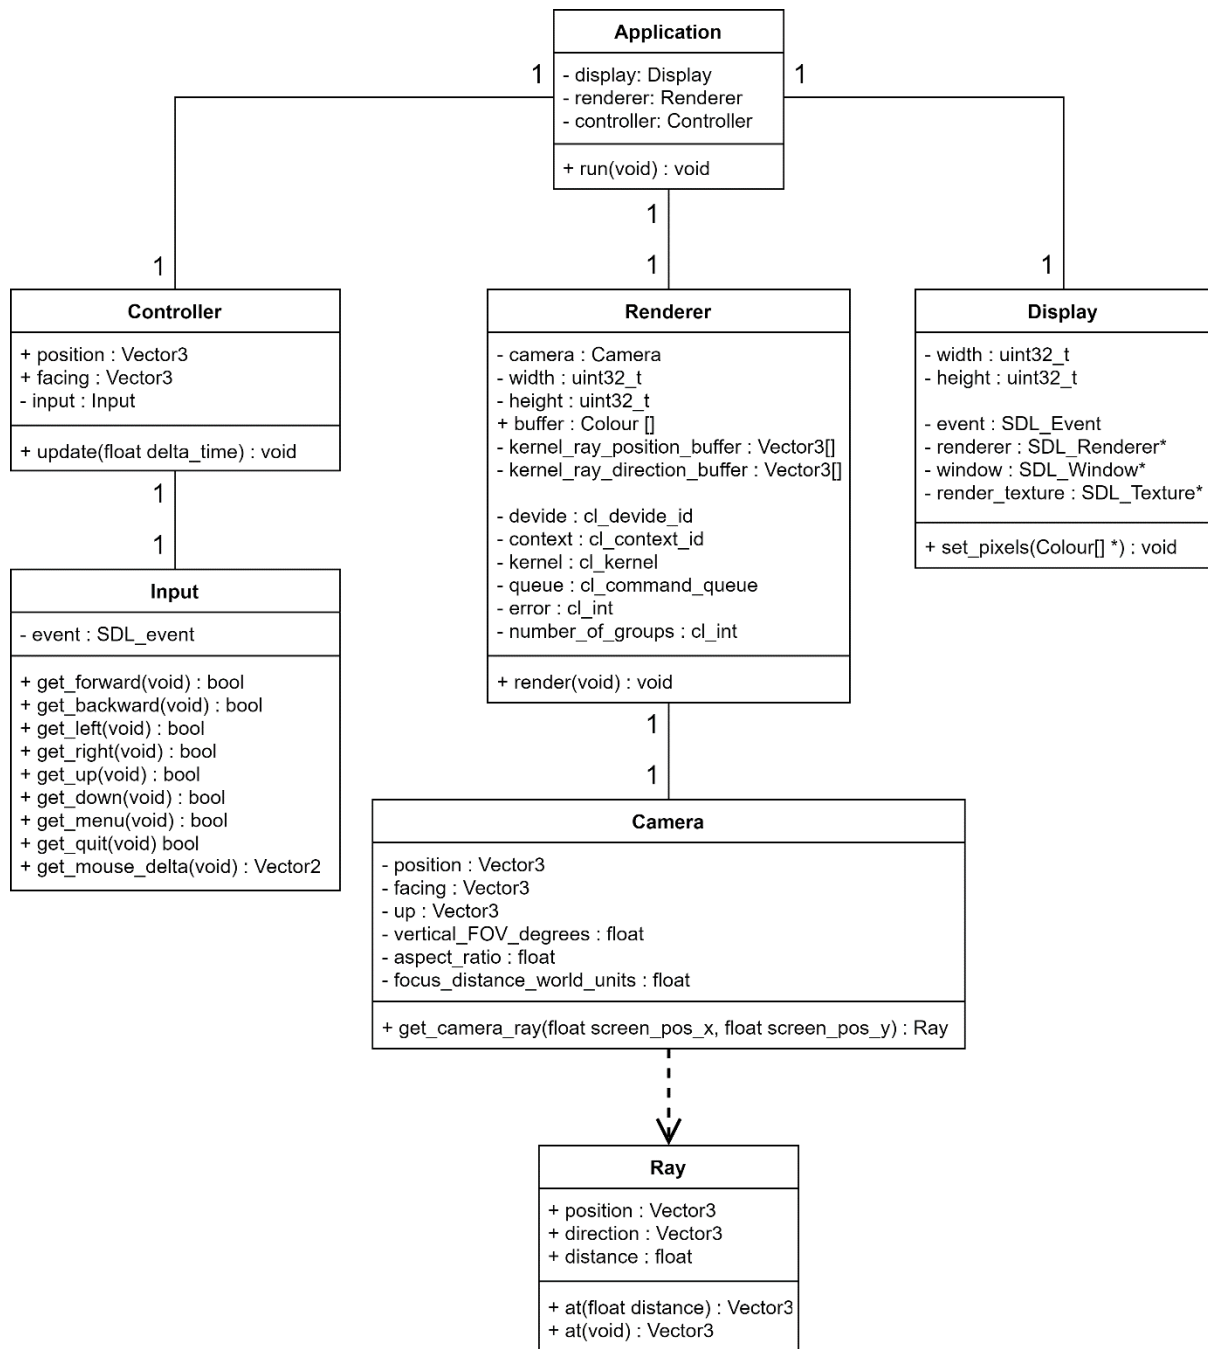 Application
- display: Display
- renderer: Renderer
- controller: Controller
+ run(void) : void
1
1
1
1
1
1
Controller
+ position : Vector3
+ facing : Vector3
- input : Input
+ update(float delta_time) : void
1
1
Input
- event : SDL_event
+ get_forward(void) : bool
+ get_backward(void) : bool
+ get_left(void) : bool
+ get_right(void) : bool
+ get_up(void) : bool
+ get_down(void) : bool
+ get_menu(void) : bool
+ get_quit(void) bool
+ get_mouse_delta(void) : Vector2
Renderer
- camera : Camera
- width : uint32_t
- height : uint32_t
+ buffer : Colour []
- kernel_ray_position_buffer : Vector3[]
- kernel_ray_direction_buffer : Vector3[]
- devide : cl_devide_id
- context : cl_context_id
- kernel : cl_kernel
- queue : cl_command_queue
- error : cl_int
- number_of_groups : cl_int
+ render(void) : void
1
1
Display
- width : uint32_t
- height : uint32_t
- event : SDL_Event
- renderer : SDL_Renderer*
- window : SDL_Window*
- render_texture : SDL_Texture*
+ set_pixels(Colour[] *) : void
Camera
- position : Vector3
- facing : Vector3
- up : Vector3
- vertical_FOV_degrees : float
- aspect_ratio : float
- focus_distance_world_units : float
+ get_camera_ray(float screen_pos_x, float screen_pos_y) : Ray
Ray
+ position : Vector3
+ direction : Vector3
+ distance : float
+ at(float distance) : Vector3
+ at(void) : Vector3